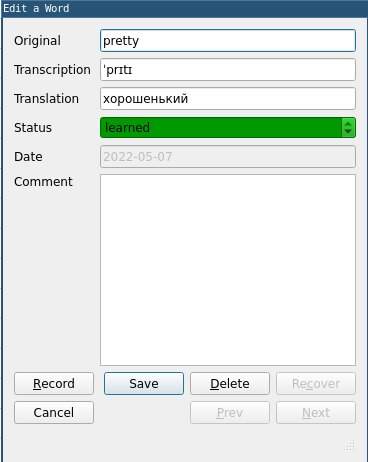 Edit a Word
Original pretty
Transcription ˈprɪtɪ
Translation хорошенький
Status learned
Date 2022-05-07
Comment
Record Save Delete Recover
Cancel Prev Next